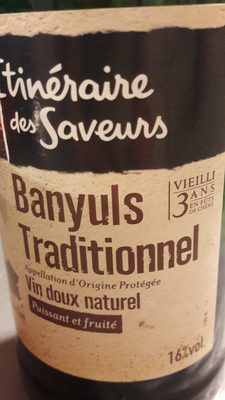 Itinéraire
des Saveurs
Banyuls
Traditionnel
VIEILLI
3 ANS
EN FÛTS
DE CHÊNE
Appellation d'Origine Protégée
Vin doux naturel
Puissant et fruité
16%vol.